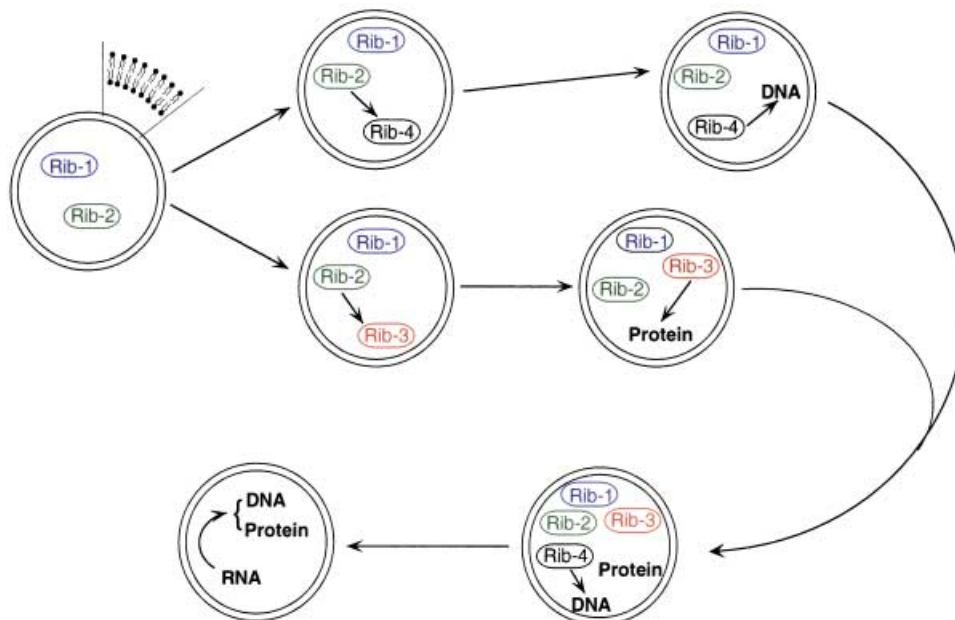 Rib-1
Rib-2
Rib-1
Rib-2
Rib-4
Rib-1
Rib-2
DNA
Rib-4
Rib-1
Rib-2
Rib-3
Rib-1
Rib-3
Rib-2
Protein
DNA
Protein
RNA
Rib-1
Rib-2
Rib-3
Rib-4
Protein
DNA